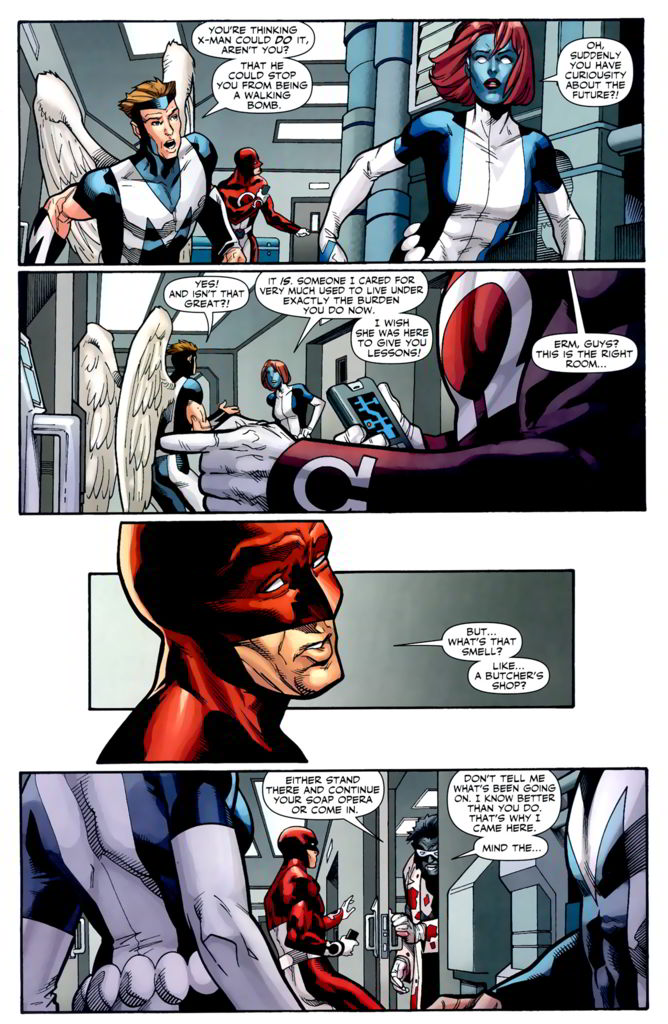 YOU'RE THINKING
X-MAN COULD DO IT,
AREN'T YOU?
THAT HE
COULD STOP
YOU FROM BEING
A WALKING
BOMB.
OH,
SUDDENLY
YOU HAVE
CURIOUSITY
ABOUT THE
FUTURE?!
YES!
AND ISN'T THAT
GREAT?!
IT IS. SOMEONE I CARED FOR
VERY MUCH USED TO LIVE UNDER
EXACTLY THE BURDEN
YOU DO NOW.
I WISH
SHE WAS HERE
TO GIVE YOU
LESSONS!
ERM, GUYS?
THIS IS THE RIGHT
ROOM...
Ω
BUT...
WHAT'S THAT
SMELL?
LIKE...
A BUTCHER'S
SHOP?
EITHER STAND
THERE AND CONTINUE
YOUR SOAP OPERA
OR COME IN.
DON'T TELL ME
WHAT'S BEEN GOING
ON. I KNOW BETTER
THAN YOU DO.
THAT'S WHY I
CAME HERE.
MIND THE...